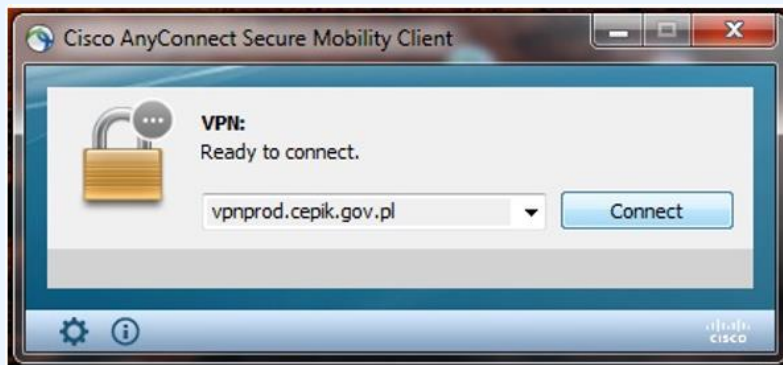 Cisco AnyConnect Secure Mobility Client
VPN:
Ready to connect.
vpnprod.cepik.gov.pl
Connect
CISCO